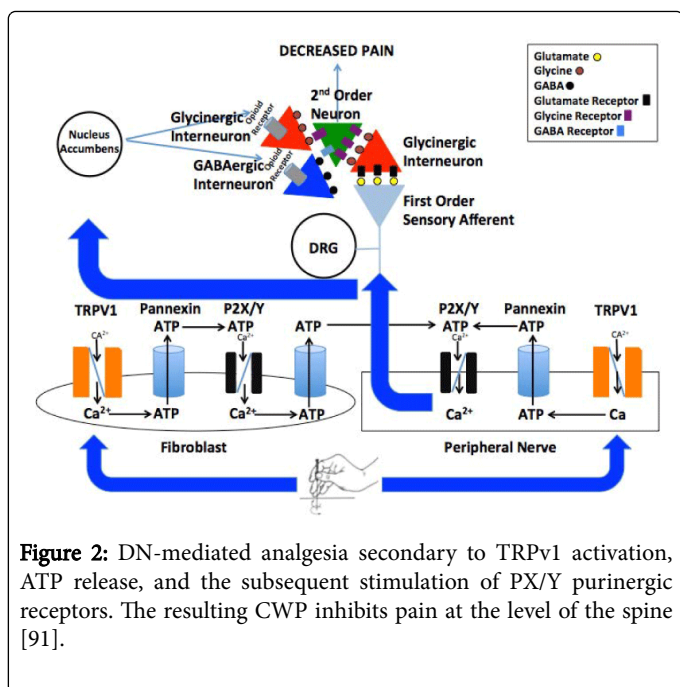 DECREASED PAIN
Glutamate
Glycine
GABA
Glutamate Receptor
Glycine Receptor
GABA Receptor
2nd Order
Neuron
Glycinergic
Interneuron
Opioid
Receptor
Nucleus
Accumbens
GABAergic
Interneuron
Opioid
Receptor
Glycinergic
Interneuron
First Order
Sensory Afferent
DRG
TRPV1 Pannexin P2X/Y
ATP ATP ATP
CA2+ Ca2+
Ca2+ ATP Ca2+ ATP
Fibroblast
P2X/Y Pannexin TRPV1
ATP ATP
Ca2+ CA2+
Ca2+ ATP Ca
Peripheral Nerve
Figure 2: DN-mediated analgesia secondary to TRPv1 activation,
ATP release, and the subsequent stimulation of PX/Y purinergic
receptors. The resulting CWP inhibits pain at the level of the spine
[91].